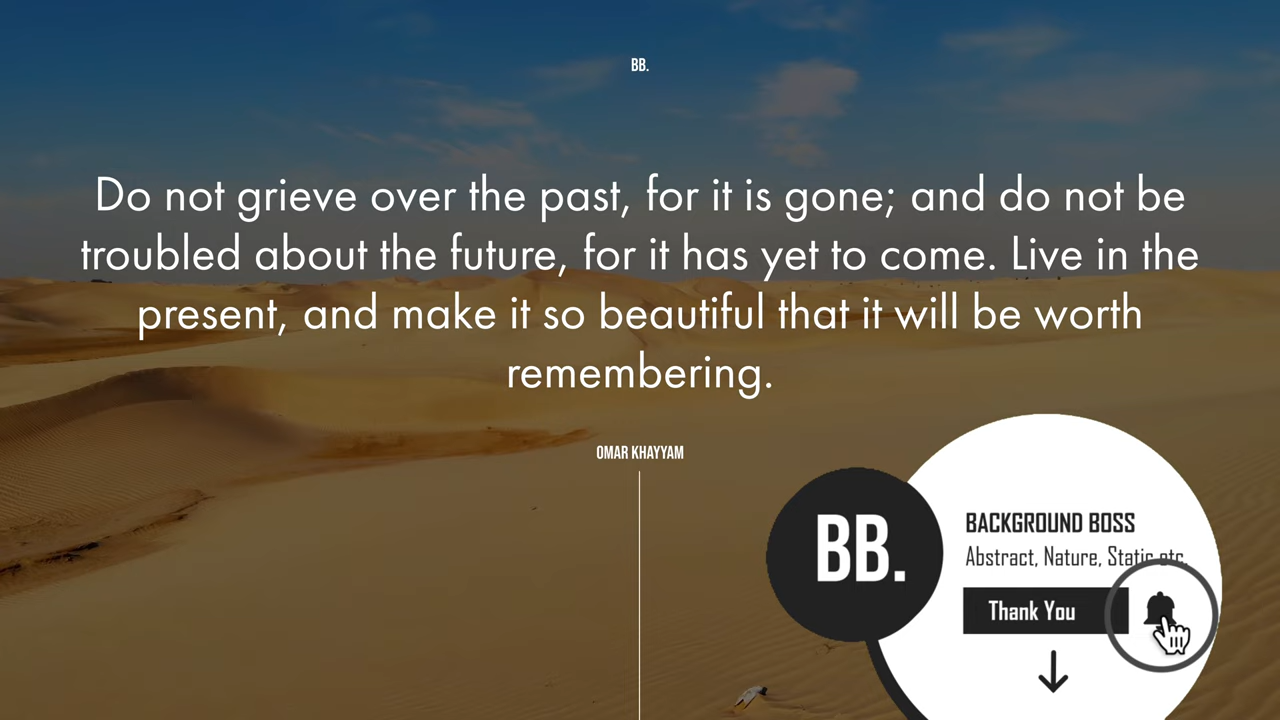 BB.
Do not grieve over the past, for it is gone; and do not be
troubled about the future, for it has yet to come. Live in the
present, and make it so beautiful that it will be worth
remembering.
OMAR KHAYYAM
BB.
BACKGROUND BOSS
Abstract, Nature, Static etc.
Thank You